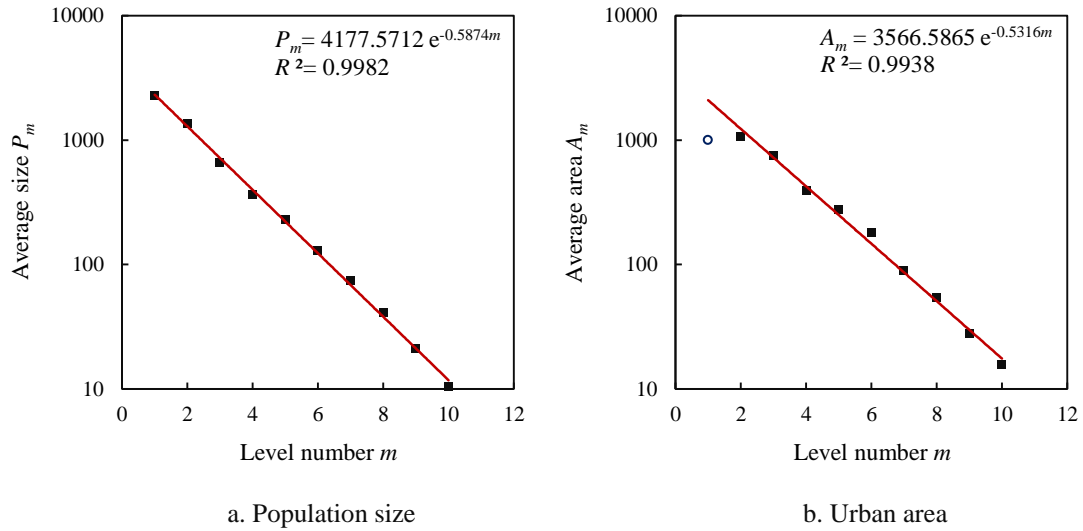 10000
1000
100
10
0
2
4
6
8
10
12
Average size Pm
Level number m
Pm= 4177.5712 e-0.5874m
R ²= 0.9982
a. Population size
10000
1000
100
10
0
2
4
6
8
10
12
Average area Am
Level number m
Am = 3566.5865 e-0.5316m
R ²= 0.9938
b. Urban area